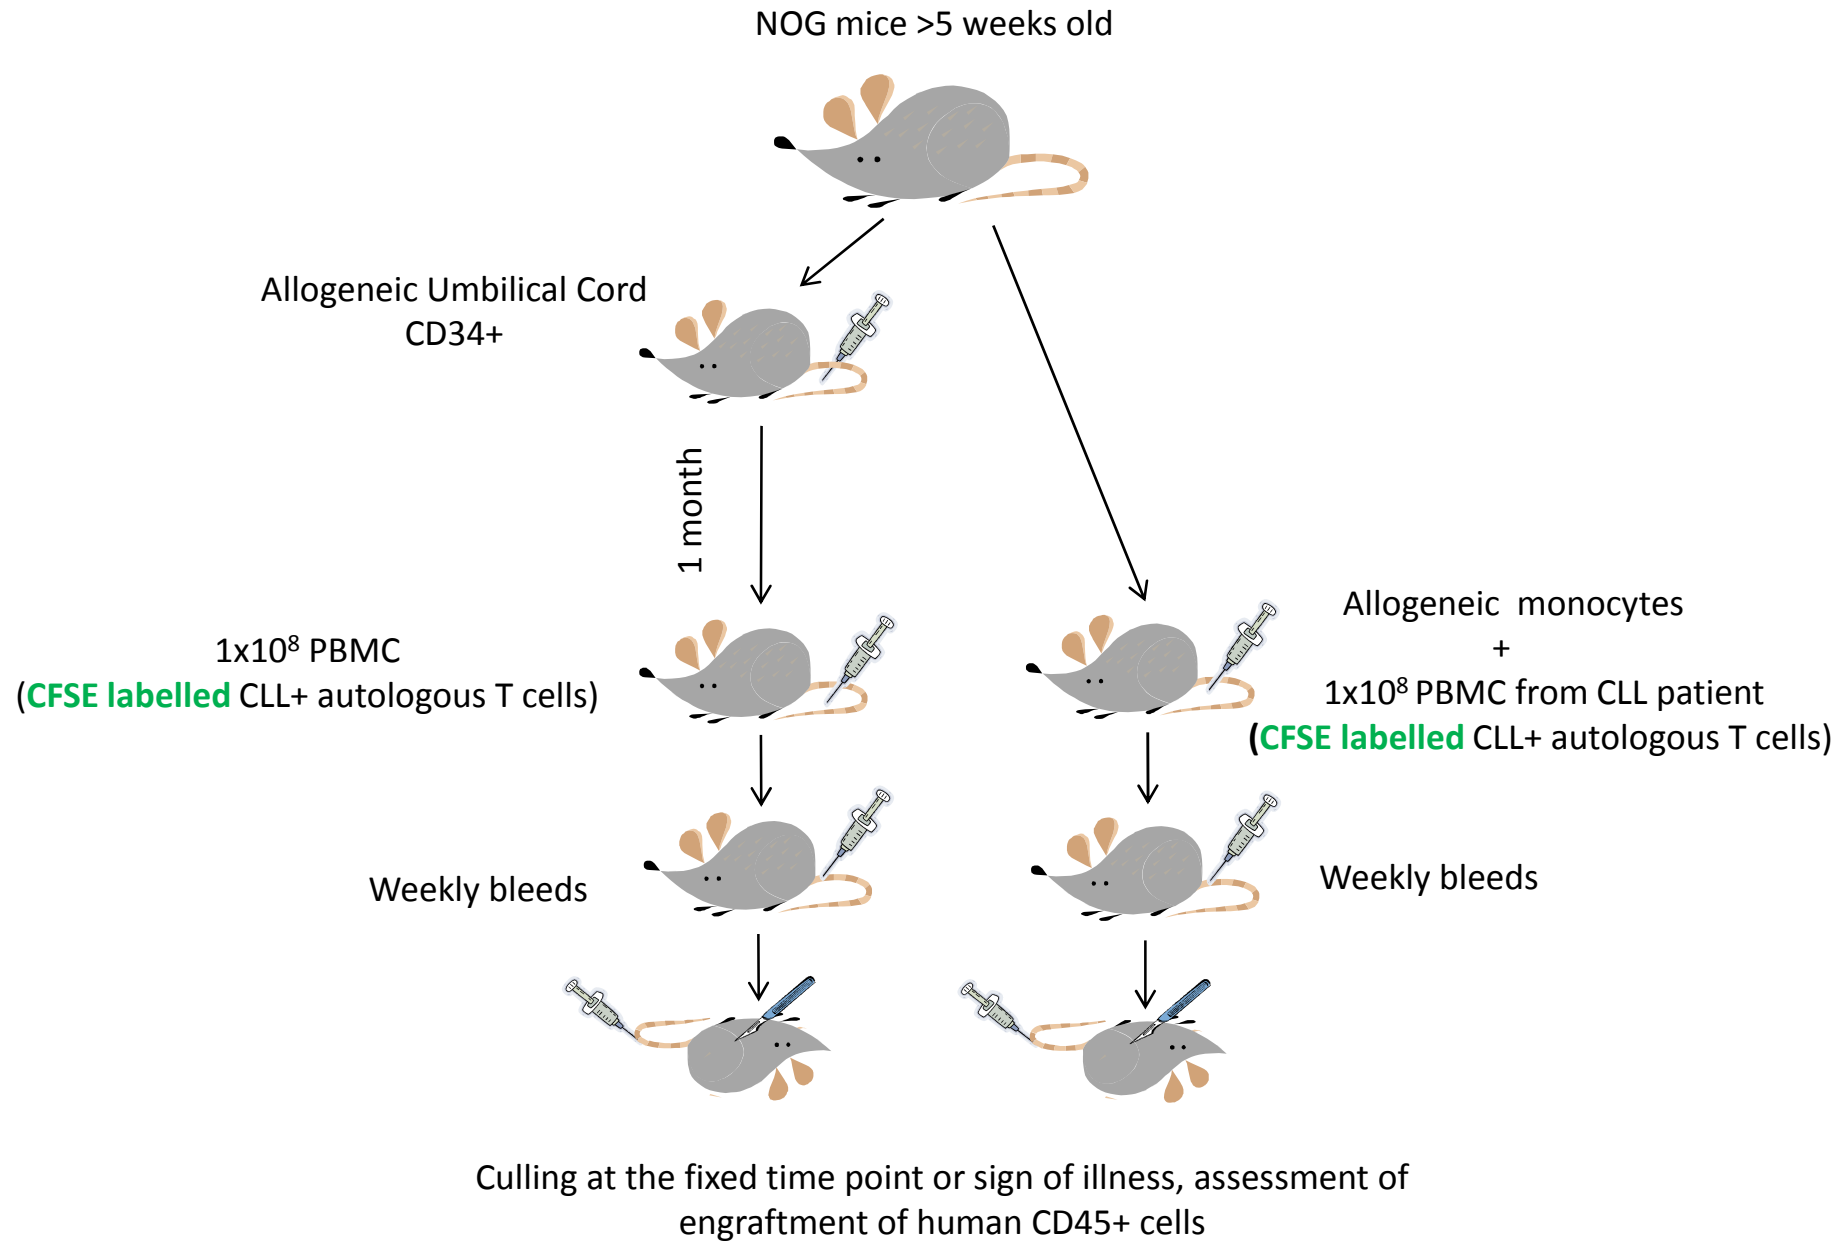 NOG mice >5 weeks old
Allogeneic Umbilical Cord
CD34+
1 month
1x10⁸ PBMC
(CFSE labelled CLL+ autologous T cells)
Allogeneic monocytes
+
1x10⁸ PBMC from CLL patient
(CFSE labelled CLL+ autologous T cells)
Weekly bleeds
Weekly bleeds
Culling at the fixed time point or sign of illness, assessment of
engraftment of human CD45+ cells